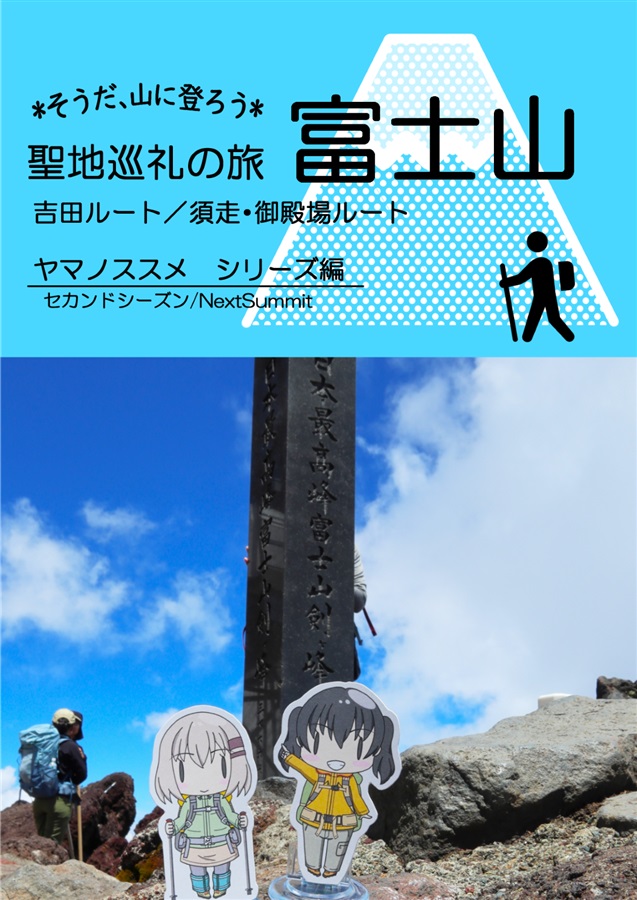 *そうだ、山に登ろう*
聖地巡礼の旅 富士山
吉田ルート／須走・御殿場ルート
ヤマノススメ シリーズ編
セカンドシーズン/NextSummit
日本最高峰富士山剣ヶ峰